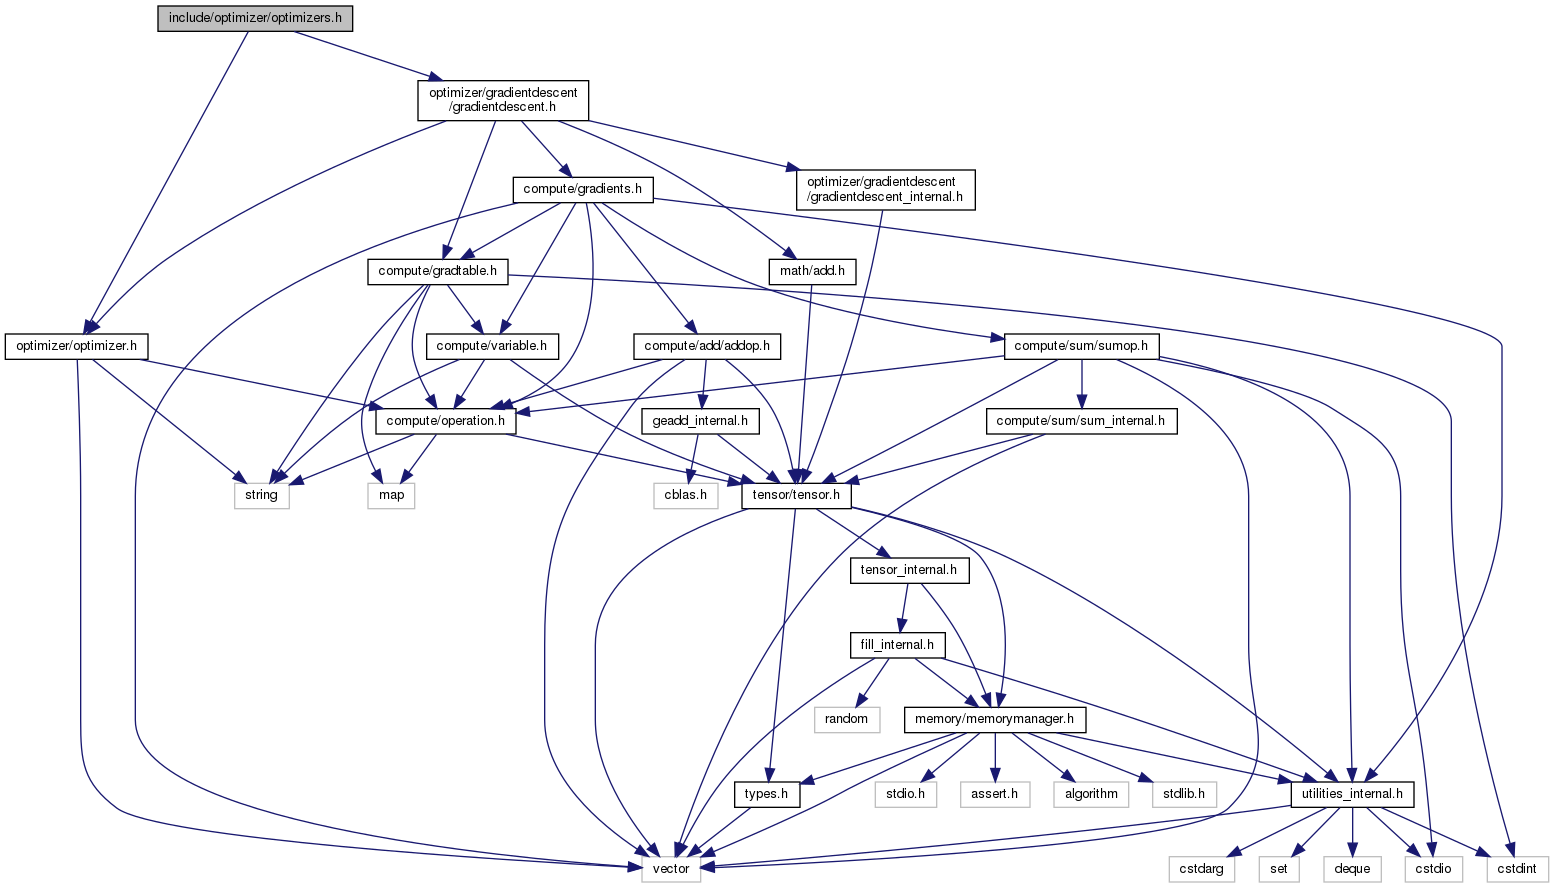 include/optimizer/optimizers.h
optimizer/gradientdescent
/gradientdescent.h
compute/gradients.h
optimizer/gradientdescent
/gradientdescent_internal.h
compute/gradtable.h
math/add.h
optimizer/optimizer.h
compute/variable.h
compute/add/addop.h
compute/sum/sumop.h
compute/operation.h
geadd_internal.h
compute/sum/sum_internal.h
string
map
cblas.h
tensor/tensor.h
tensor_internal.h
fill_internal.h
random
memory/memorymanager.h
types.h
stdio.h
assert.h
algorithm
stdlib.h
utilities_internal.h
vector
cstdarg
set
deque
cstdio
cstdint